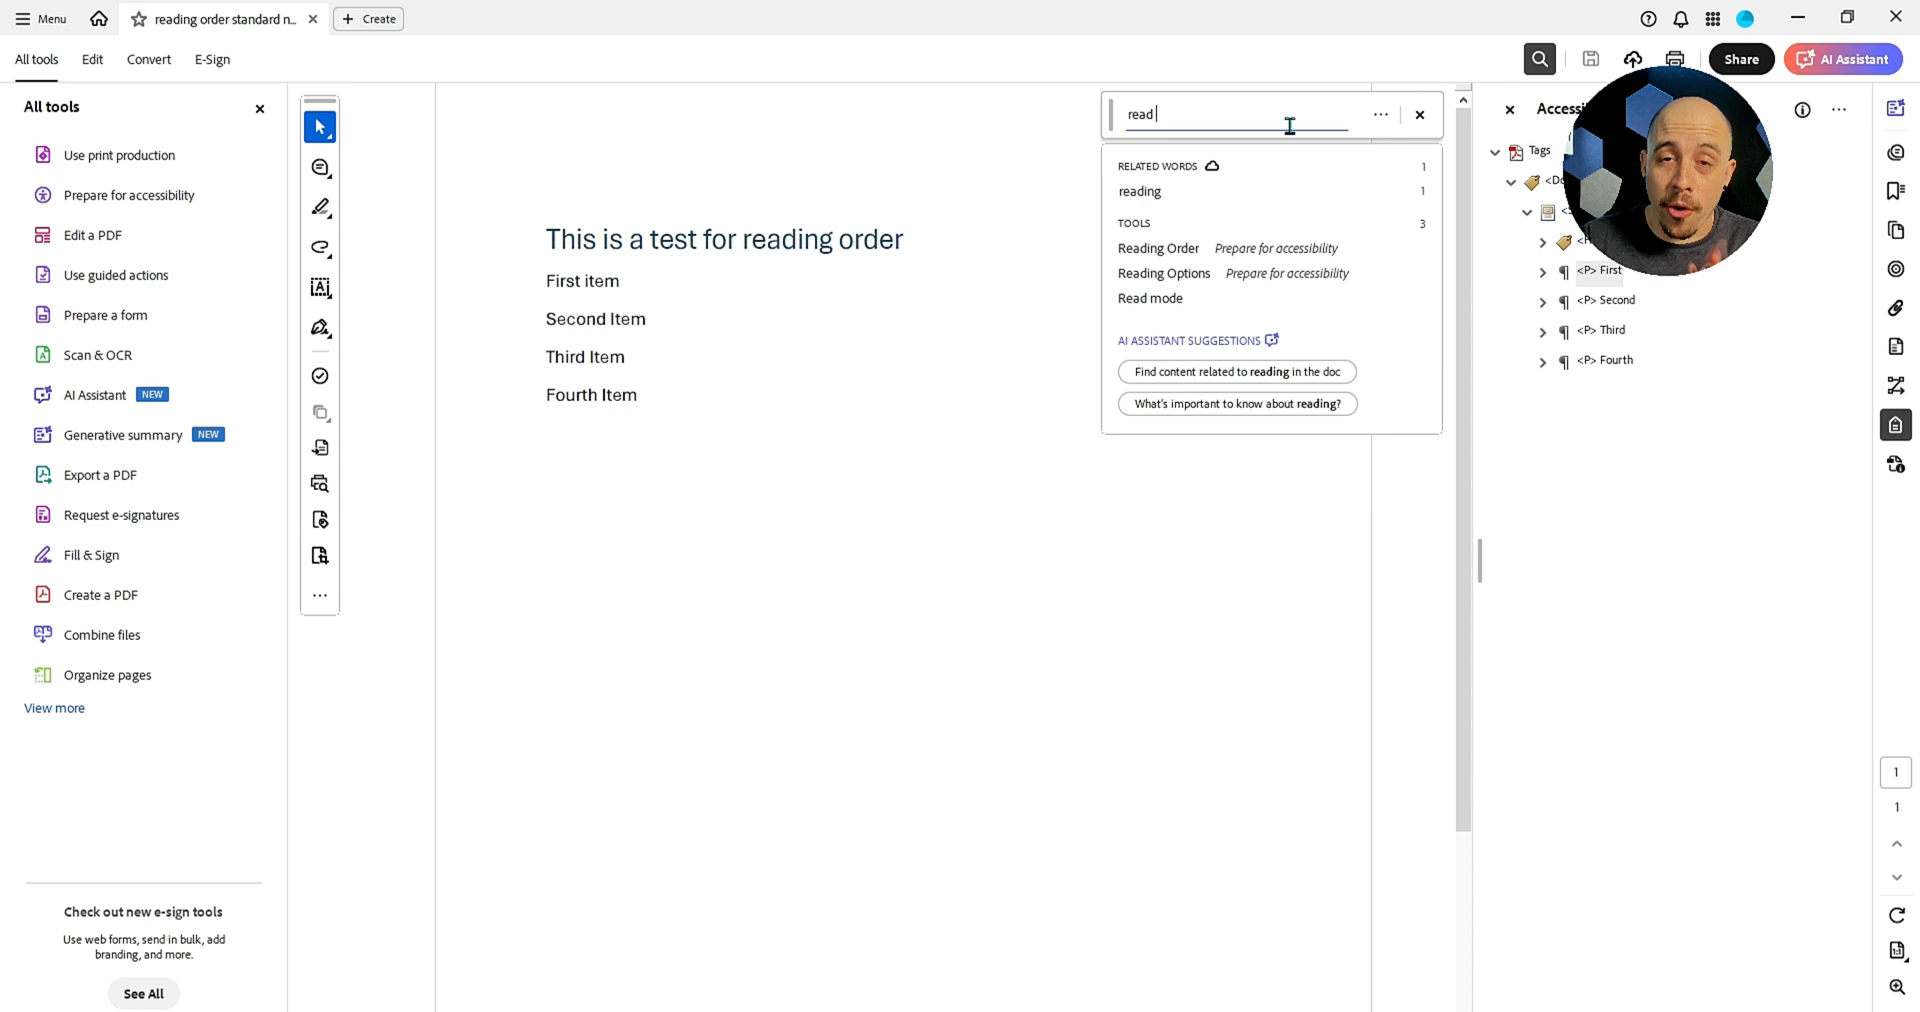 Menu
reading order standard n...
Create
All tools
Edit
Convert
E-Sign
Share
AI Assistant
All tools
Use print production
Prepare for accessibility
Edit a PDF
Use guided actions
Prepare a form
Scan & OCR
AI Assistant NEW
Generative summary NEW
Export a PDF
Request e-signatures
Fill & Sign
Create a PDF
Combine files
Organize pages
View more
Check out new e-sign tools
Use web forms, send in bulk, add
branding, and more.
See All
This is a test for reading order
First item
Second Item
Third Item
Fourth Item
read
RELATED WORDS 1
reading 1
TOOLS 3
Reading Order Prepare for accessibility
Reading Options Prepare for accessibility
Read mode
AI ASSISTANT SUGGESTIONS
Find content related to reading in the doc
What's important to know about reading?
Tags
<P> First
<P> Second
<P> Third
<P> Fourth
1
1